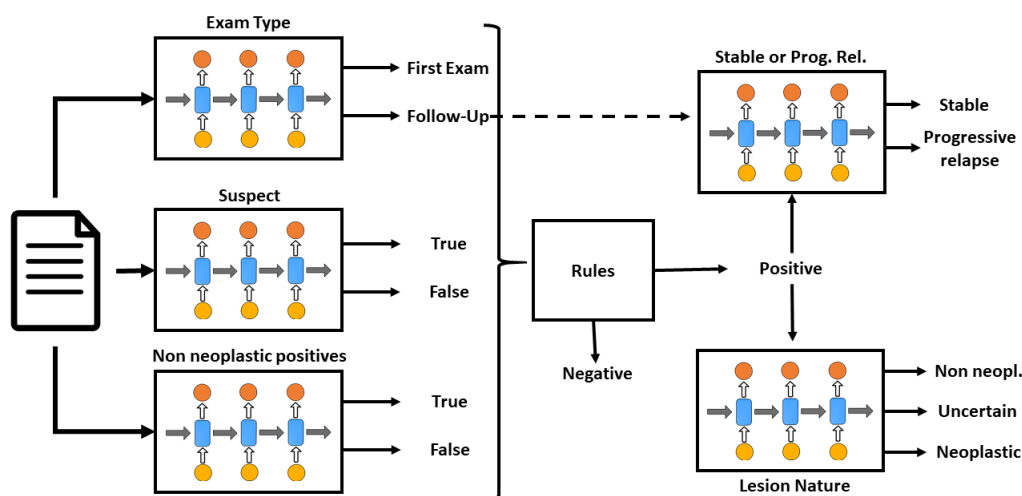 Exam Type
First Exam
Follow-Up
Suspect
True
False
Non neoplastic positives
True
False
Rules
Negative
Positive
Stable or Prog. Rel.
Stable
Progressive
relapse
Non neopl.
Uncertain
Neoplastic
Lesion Nature